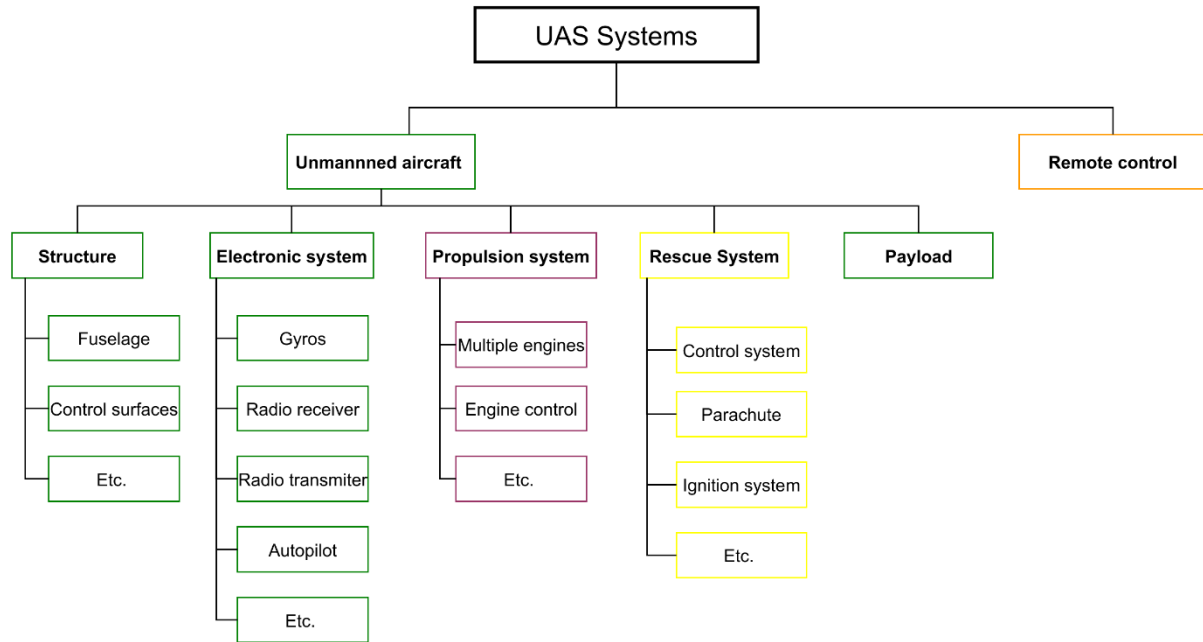 UAS Systems
Unmannned aircraft
Remote control
Structure
Electronic system
Propulsion system
Rescue System
Payload
Fuselage
Control surfaces
Etc.
Gyros
Radio receiver
Radio transmiter
Autopilot
Etc.
Multiple engines
Engine control
Etc.
Control system
Parachute
Ignition system
Etc.